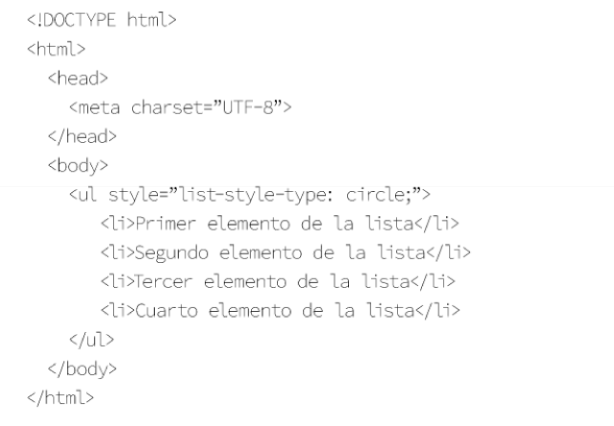 <!DOCTYPE html>
<html>
<head>
<meta charset=”UTF-8”>
</head>
<body>
<ul style=”list-style-type: circle;”>
<li>Primer elemento de la lista</li>
<li>Segundo elemento de la lista</li>
<li>Tercer elemento de la lista</li>
<li>Cuarto elemento de la lista</li>
</ul>
</body>
</html>